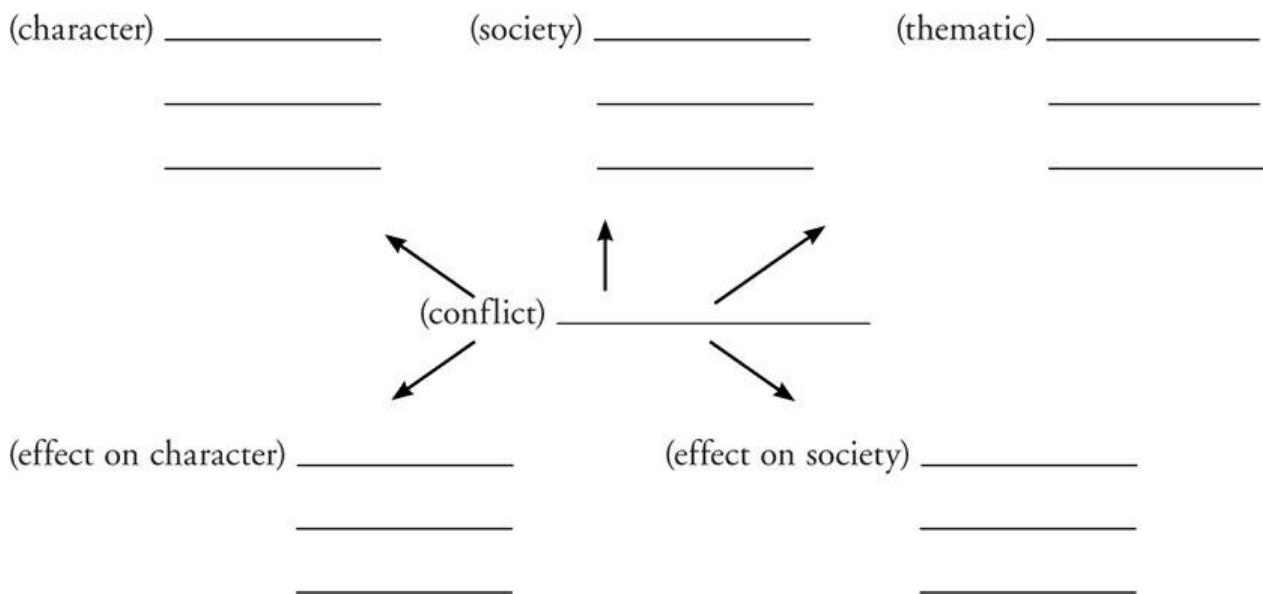 (character) (society) (thematic)
(conflict)
(effect on character) (effect on society)